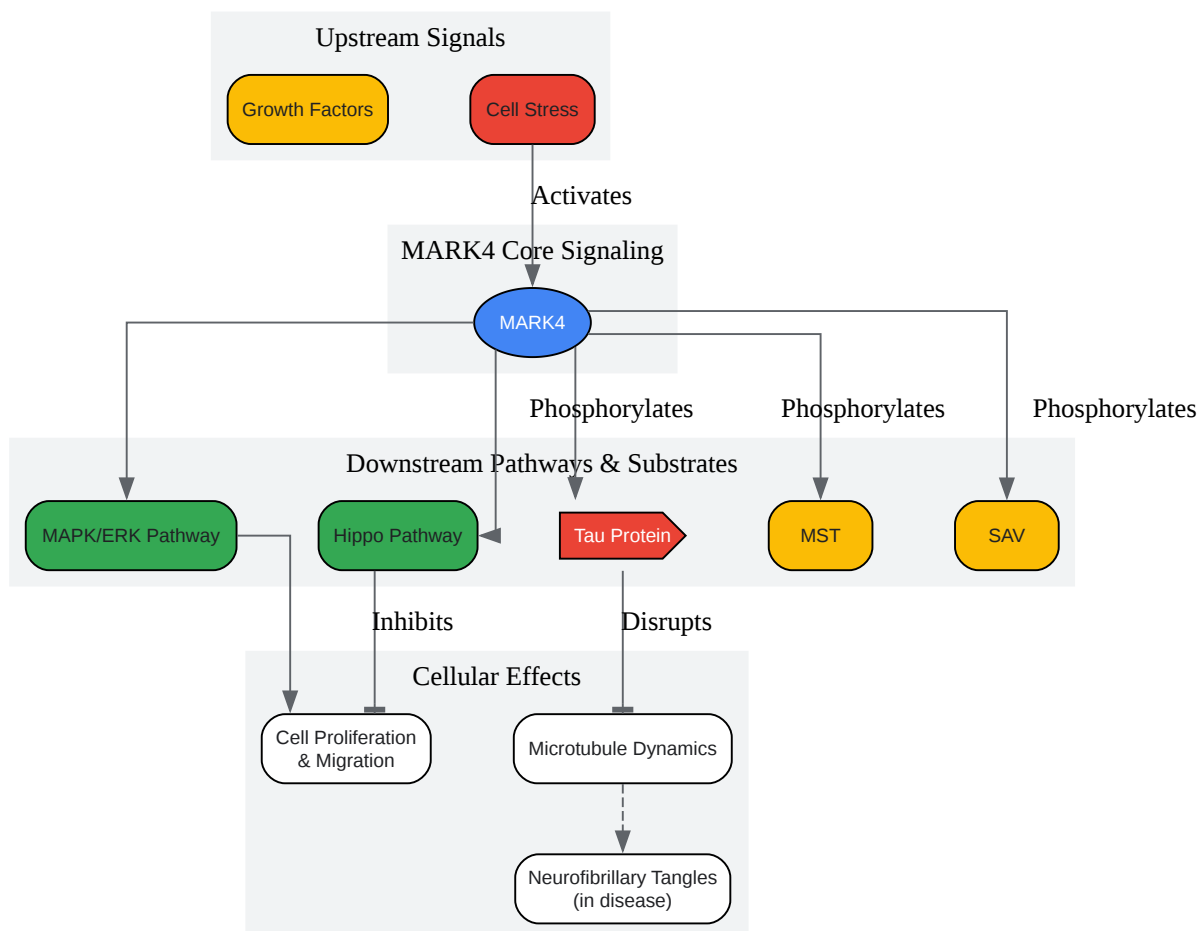 Upstream Signals
Growth Factors
Cell Stress
Activates
MARK4 Core Signaling
MARK4
Phosphorylates
Phosphorylates
Phosphorylates
Downstream Pathways & Substrates
MAPK/ERK Pathway
Hippo Pathway
Tau Protein
MST
SAV
Inhibits
Disrupts
Cellular Effects
Cell Proliferation
& Migration
Microtubule Dynamics
Neurofibrillary Tangles
(in disease)